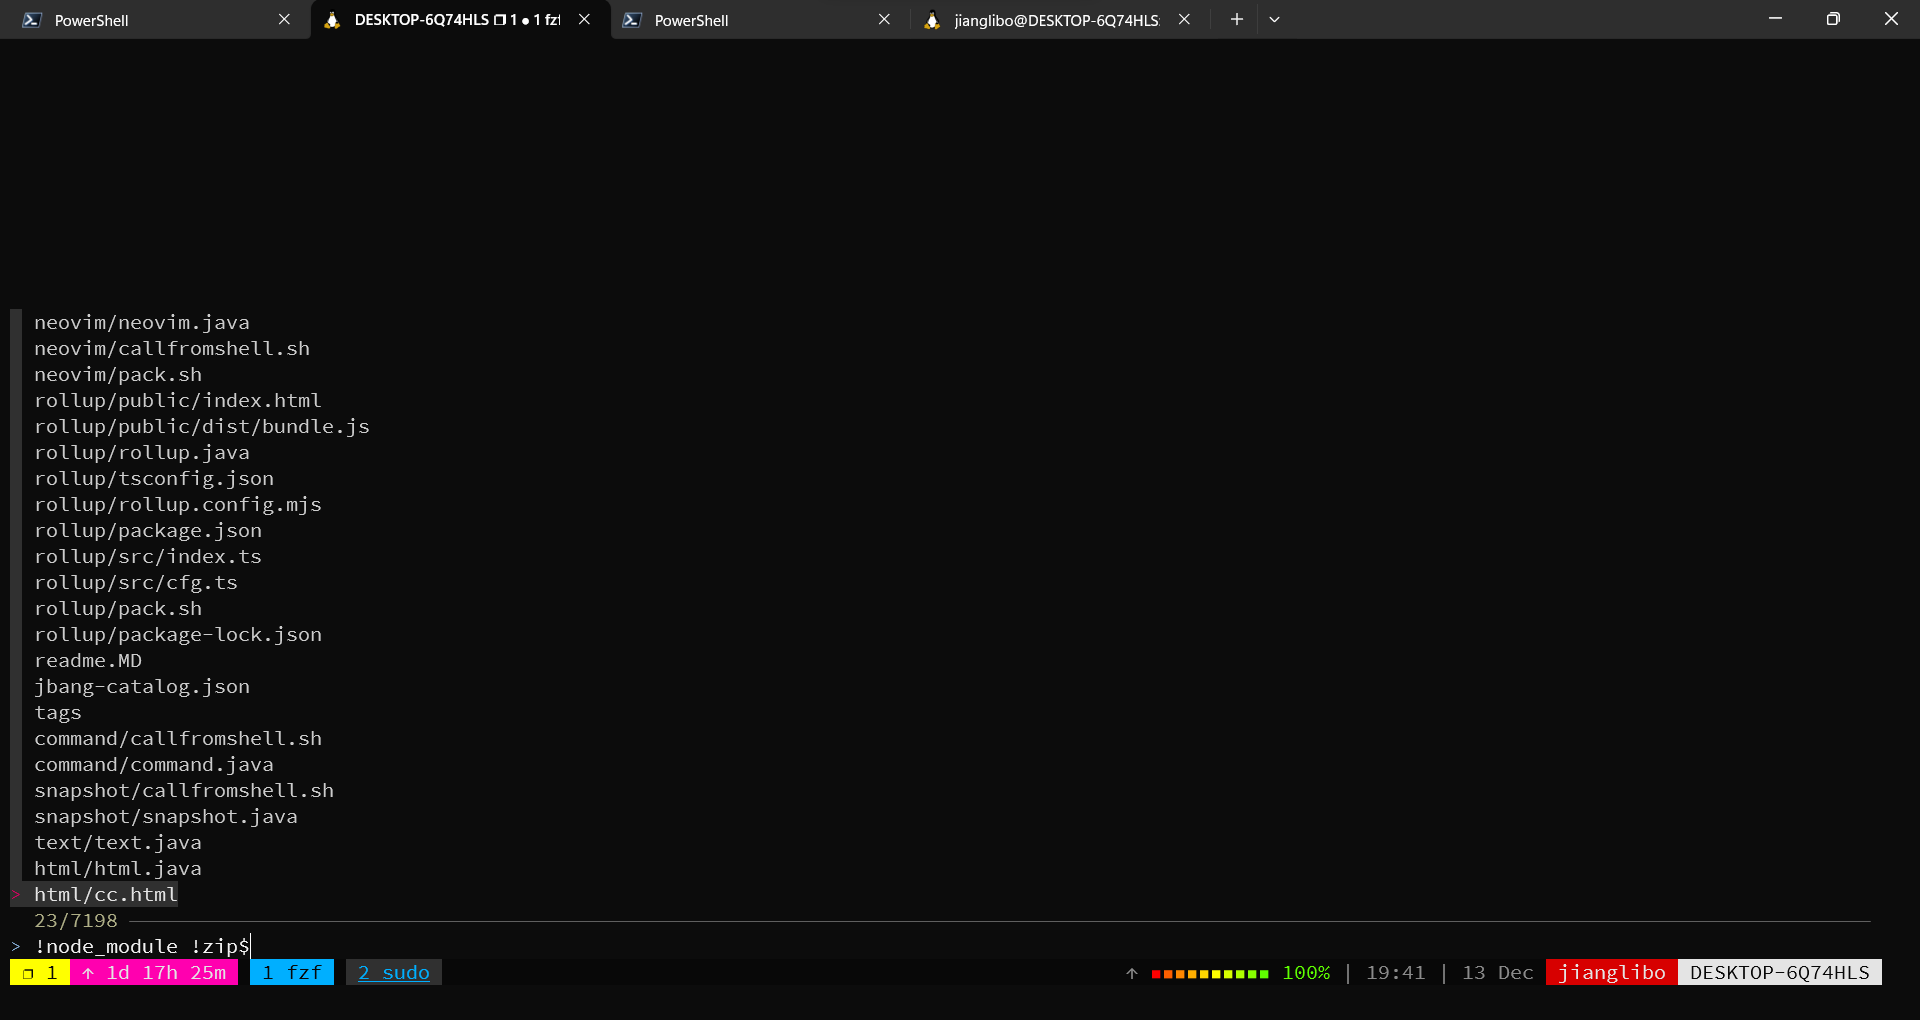 PowerShell
DESKTOP-6Q74HLS ❐ 1 ● 1 fzf
PowerShell
jianglibo@DESKTOP-6Q74HLS:
neovim/neovim.java
neovim/callfromshell.sh
neovim/pack.sh
rollup/public/index.html
rollup/public/dist/bundle.js
rollup/rollup.java
rollup/tsconfig.json
rollup/rollup.config.mjs
rollup/package.json
rollup/src/index.ts
rollup/src/cfg.ts
rollup/pack.sh
rollup/package-lock.json
readme.MD
jbang-catalog.json
tags
command/callfromshell.sh
command/command.java
snapshot/callfromshell.sh
snapshot/snapshot.java
text/text.java
html/html.java
> html/cc.html
23/7198
> !node_module !zip$
❐ 1 ↑ 1d 17h 25m 1 fzf 2 sudo ↑ 100% | 19:41 | 13 Dec jianglibo DESKTOP-6Q74HLS